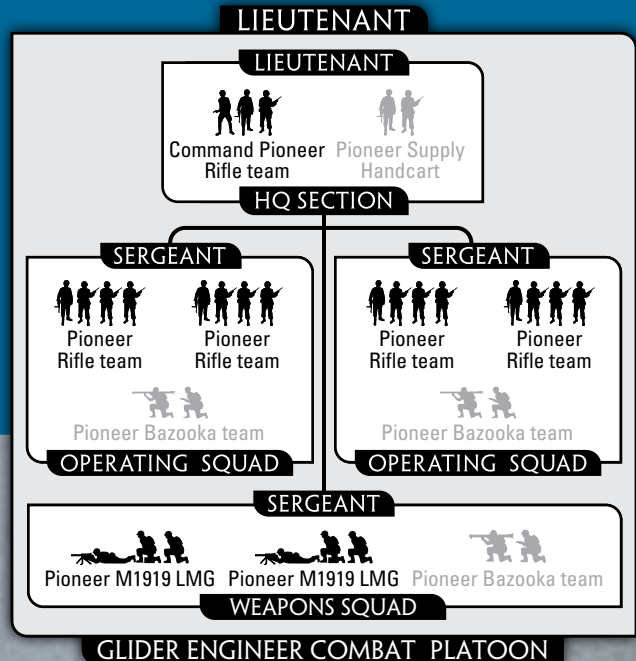 LIEUTENANT
LIEUTENANT
Command Pioneer Rifle team
Pioneer Supply Handcart
HQ SECTION
SERGEANT
Pioneer
Rifle team
Pioneer
Rifle team
Pioneer Bazooka team
OPERATING SQUAD
SERGEANT
Pioneer
Rifle team
Pioneer
Rifle team
Pioneer Bazooka team
OPERATING SQUAD
SERGEANT
Pioneer M1919 LMG
Pioneer M1919 LMG
Pioneer Bazooka team
WEAPONS SQUAD
GLIDER ENGINEER COMBAT PLATOON